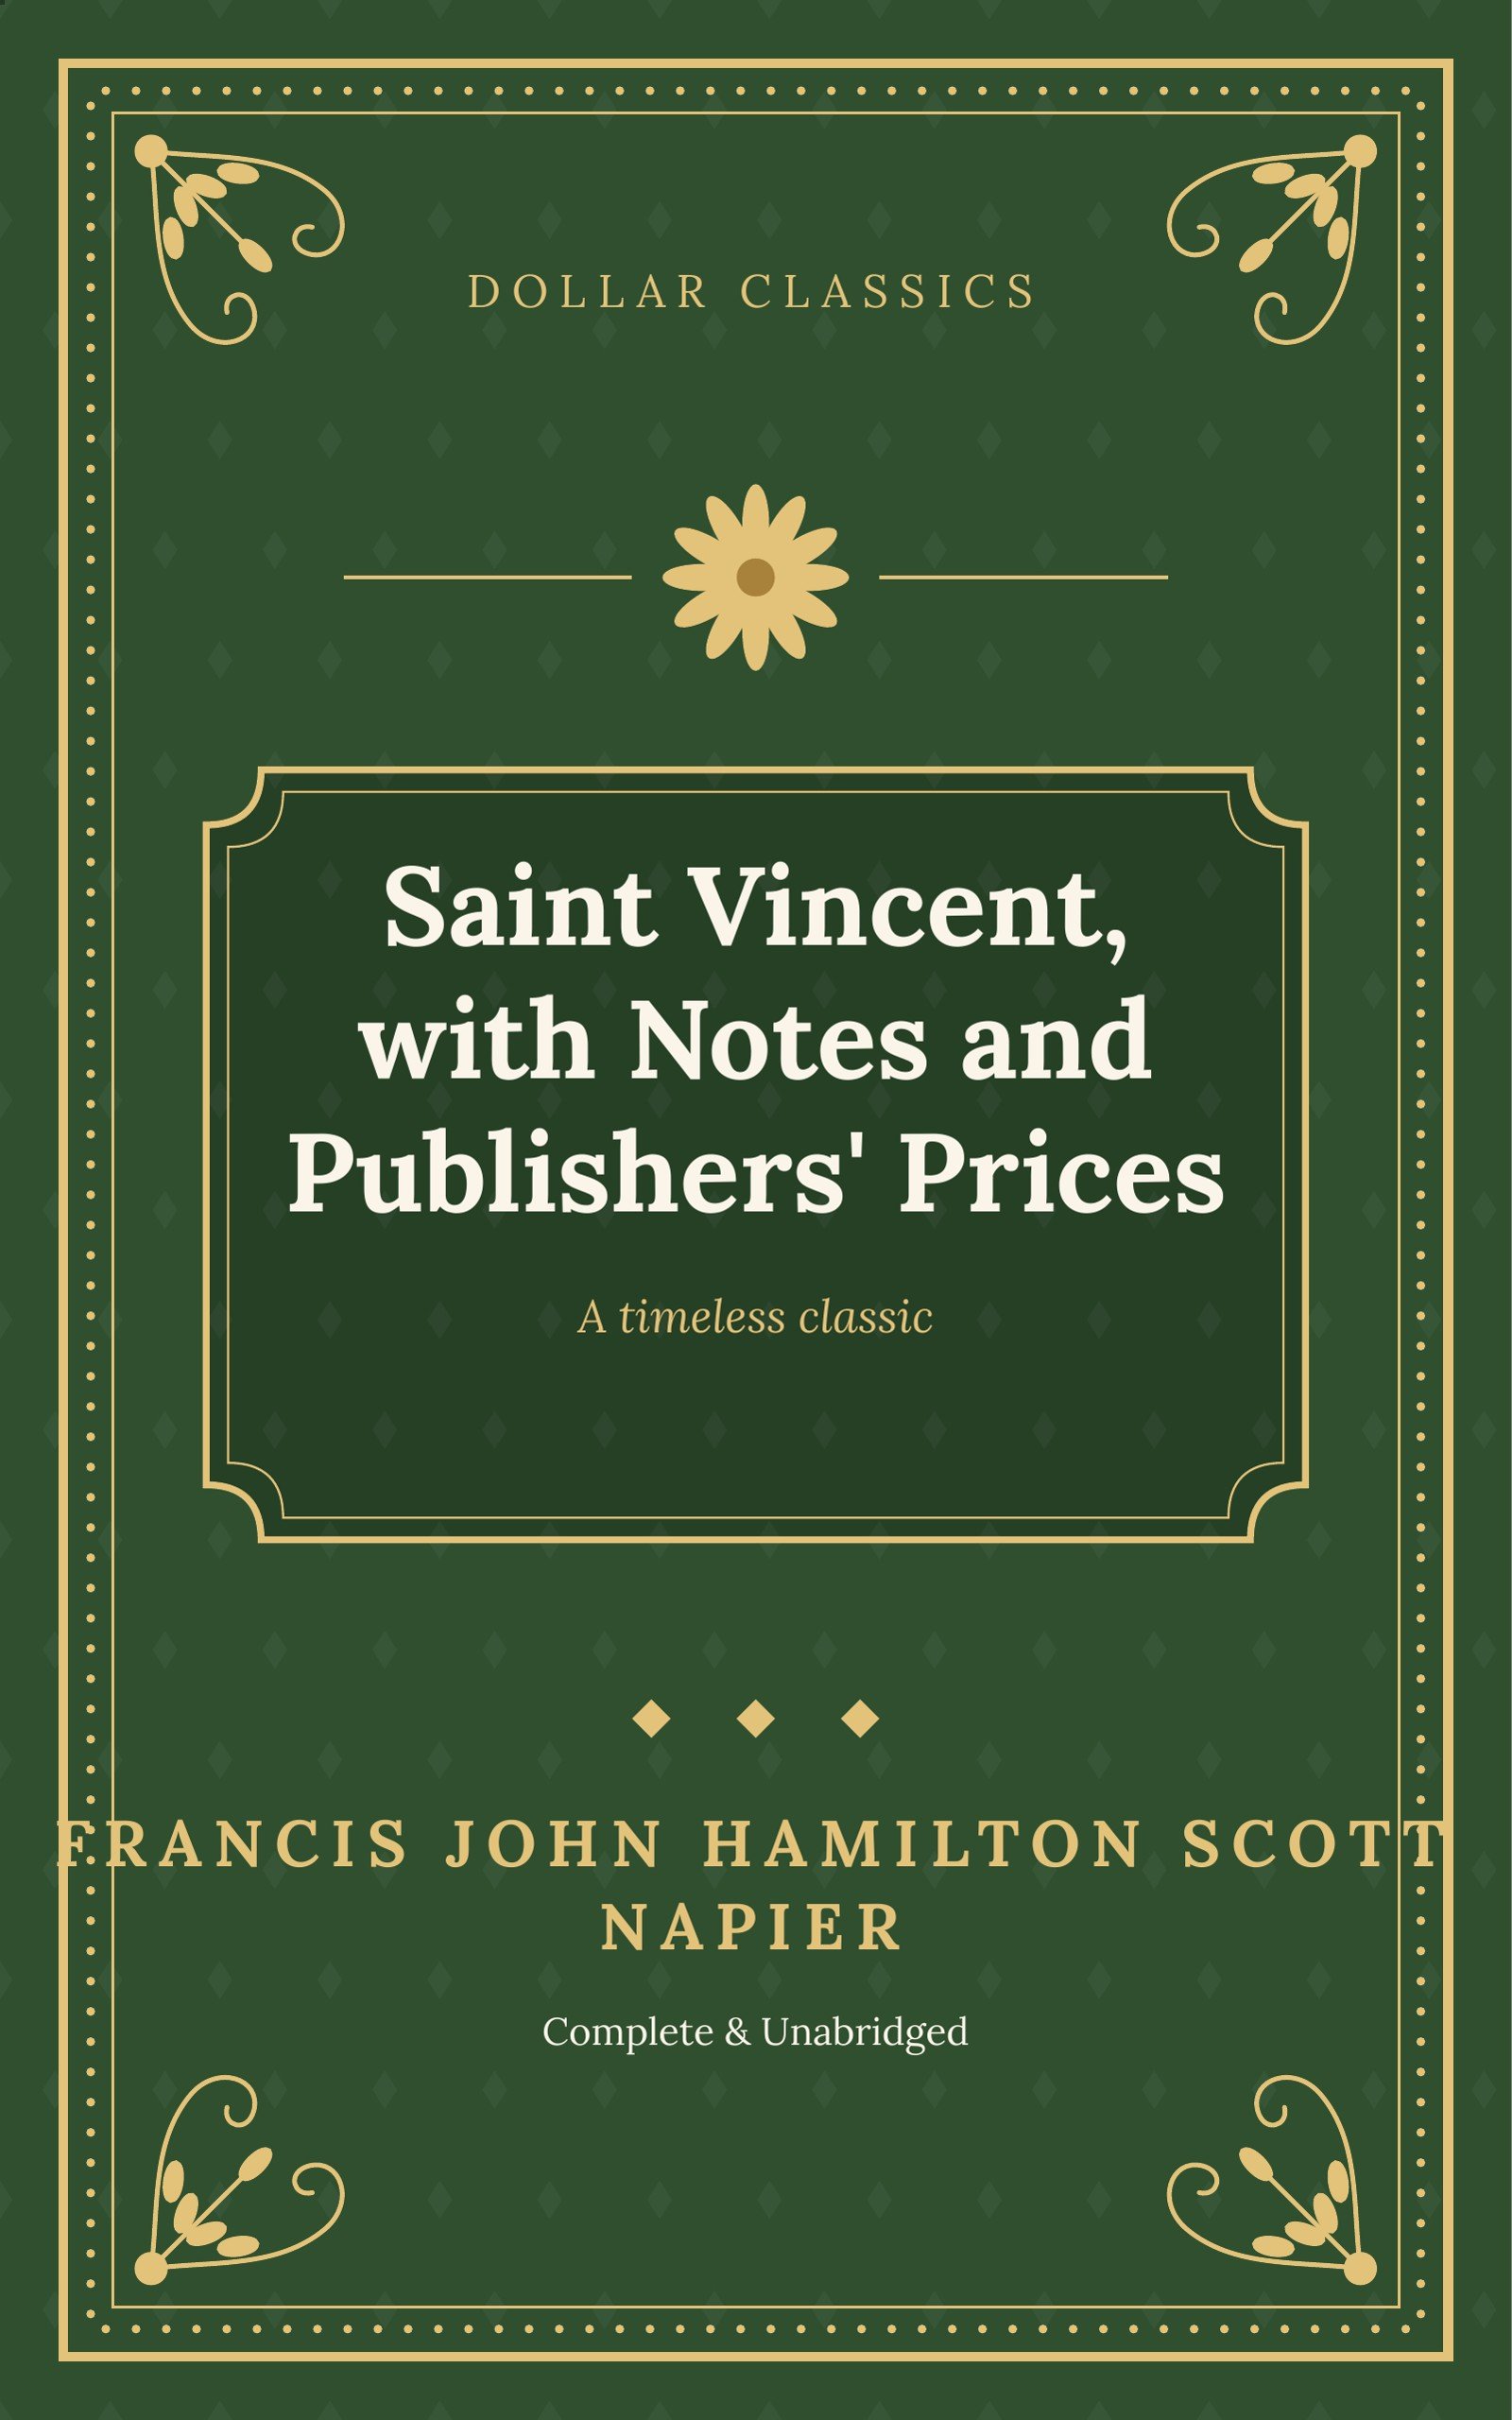 DOLLAR CLASSICS
Saint Vincent,
with Notes and
Publishers' Prices
A timeless classic
FRANCIS JOHN HAMILTON SCOTT
NAPIER
Complete & Unabridged